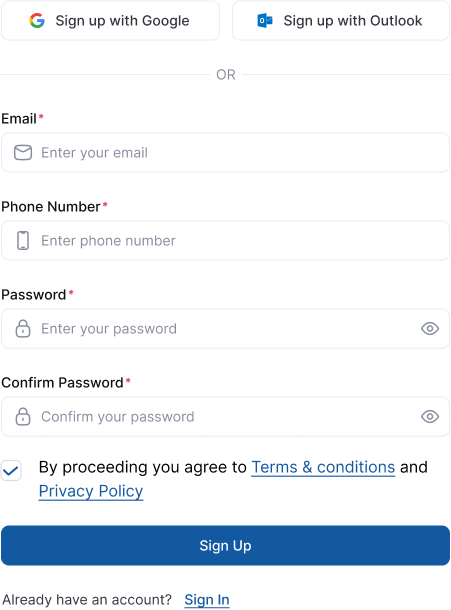 Sign up with Google
Sign up with Outlook
OR
Email*
Enter your email
Phone Number*
Enter phone number
Password*
Enter your password
Confirm Password*
Confirm your password
By proceeding you agree to Terms & conditions and
Privacy Policy
Sign Up
Already have an account? Sign In